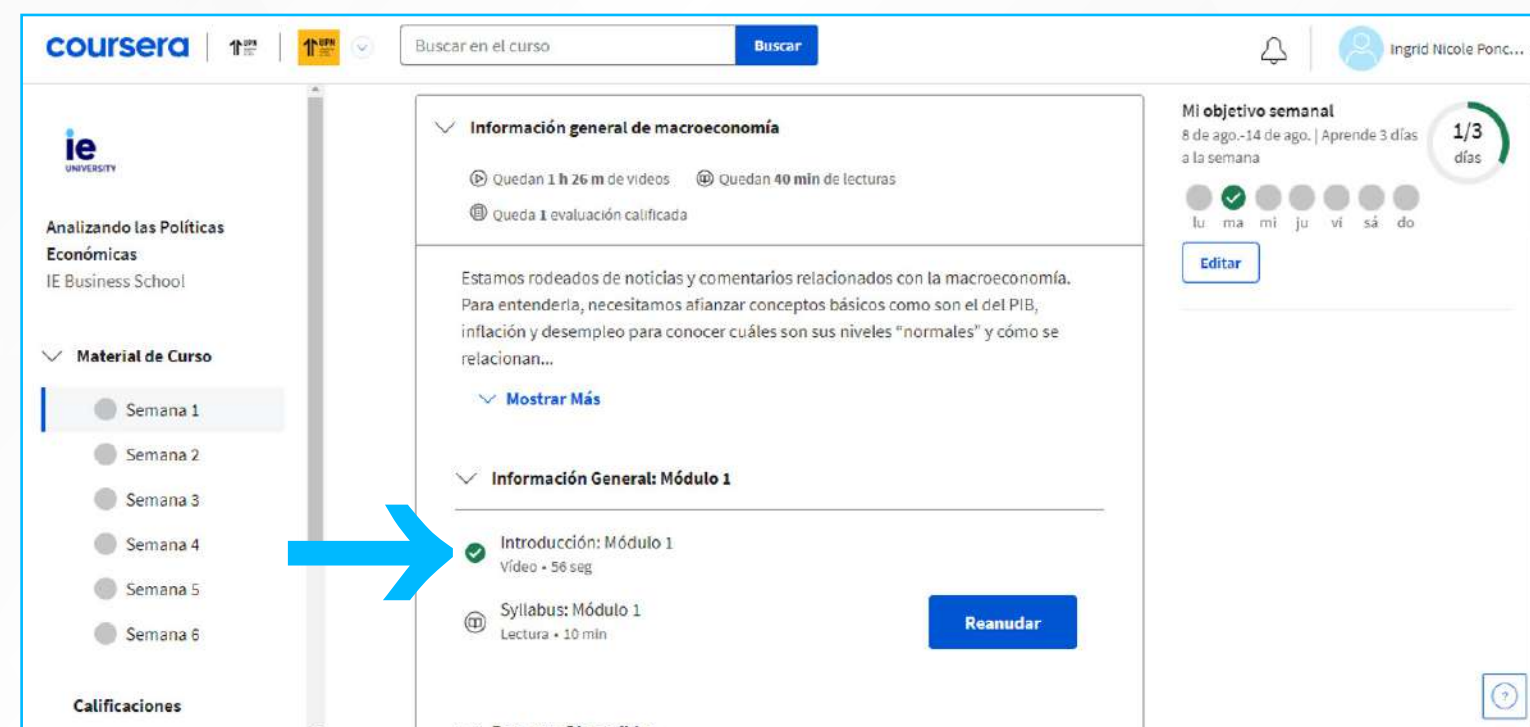 coursera
UPN
UPN
Buscar en el curso
Buscar
Ingrid Nicole Ponc...
ie
UNIVERSITY
Analizando las Políticas
Económicas
IE Business School
Material de Curso
Semana 1
Semana 2
Semana 3
Semana 4
Semana 5
Semana 6
Calificaciones
Información general de macroeconomía
Quedan 1 h 26 m de videos Quedan 40 min de lecturas
Queda 1 evaluación calificada
Estamos rodeados de noticias y comentarios relacionados con la macroeconomía.
Para entenderla, necesitamos afianzar conceptos básicos como son el del PIB,
inflación y desempleo para conocer cuáles son sus niveles “normales” y cómo se
relacionan...
Mostrar Más
Información General: Módulo 1
Introducción: Módulo 1
Vídeo • 56 seg
Syllabus: Módulo 1
Lectura • 10 min
Reanudar
Mi objetivo semanal
8 de ago.-14 de ago. | Aprende 3 días
a la semana
1/3
días
lu ma mi ju ví sá do
Editar
?